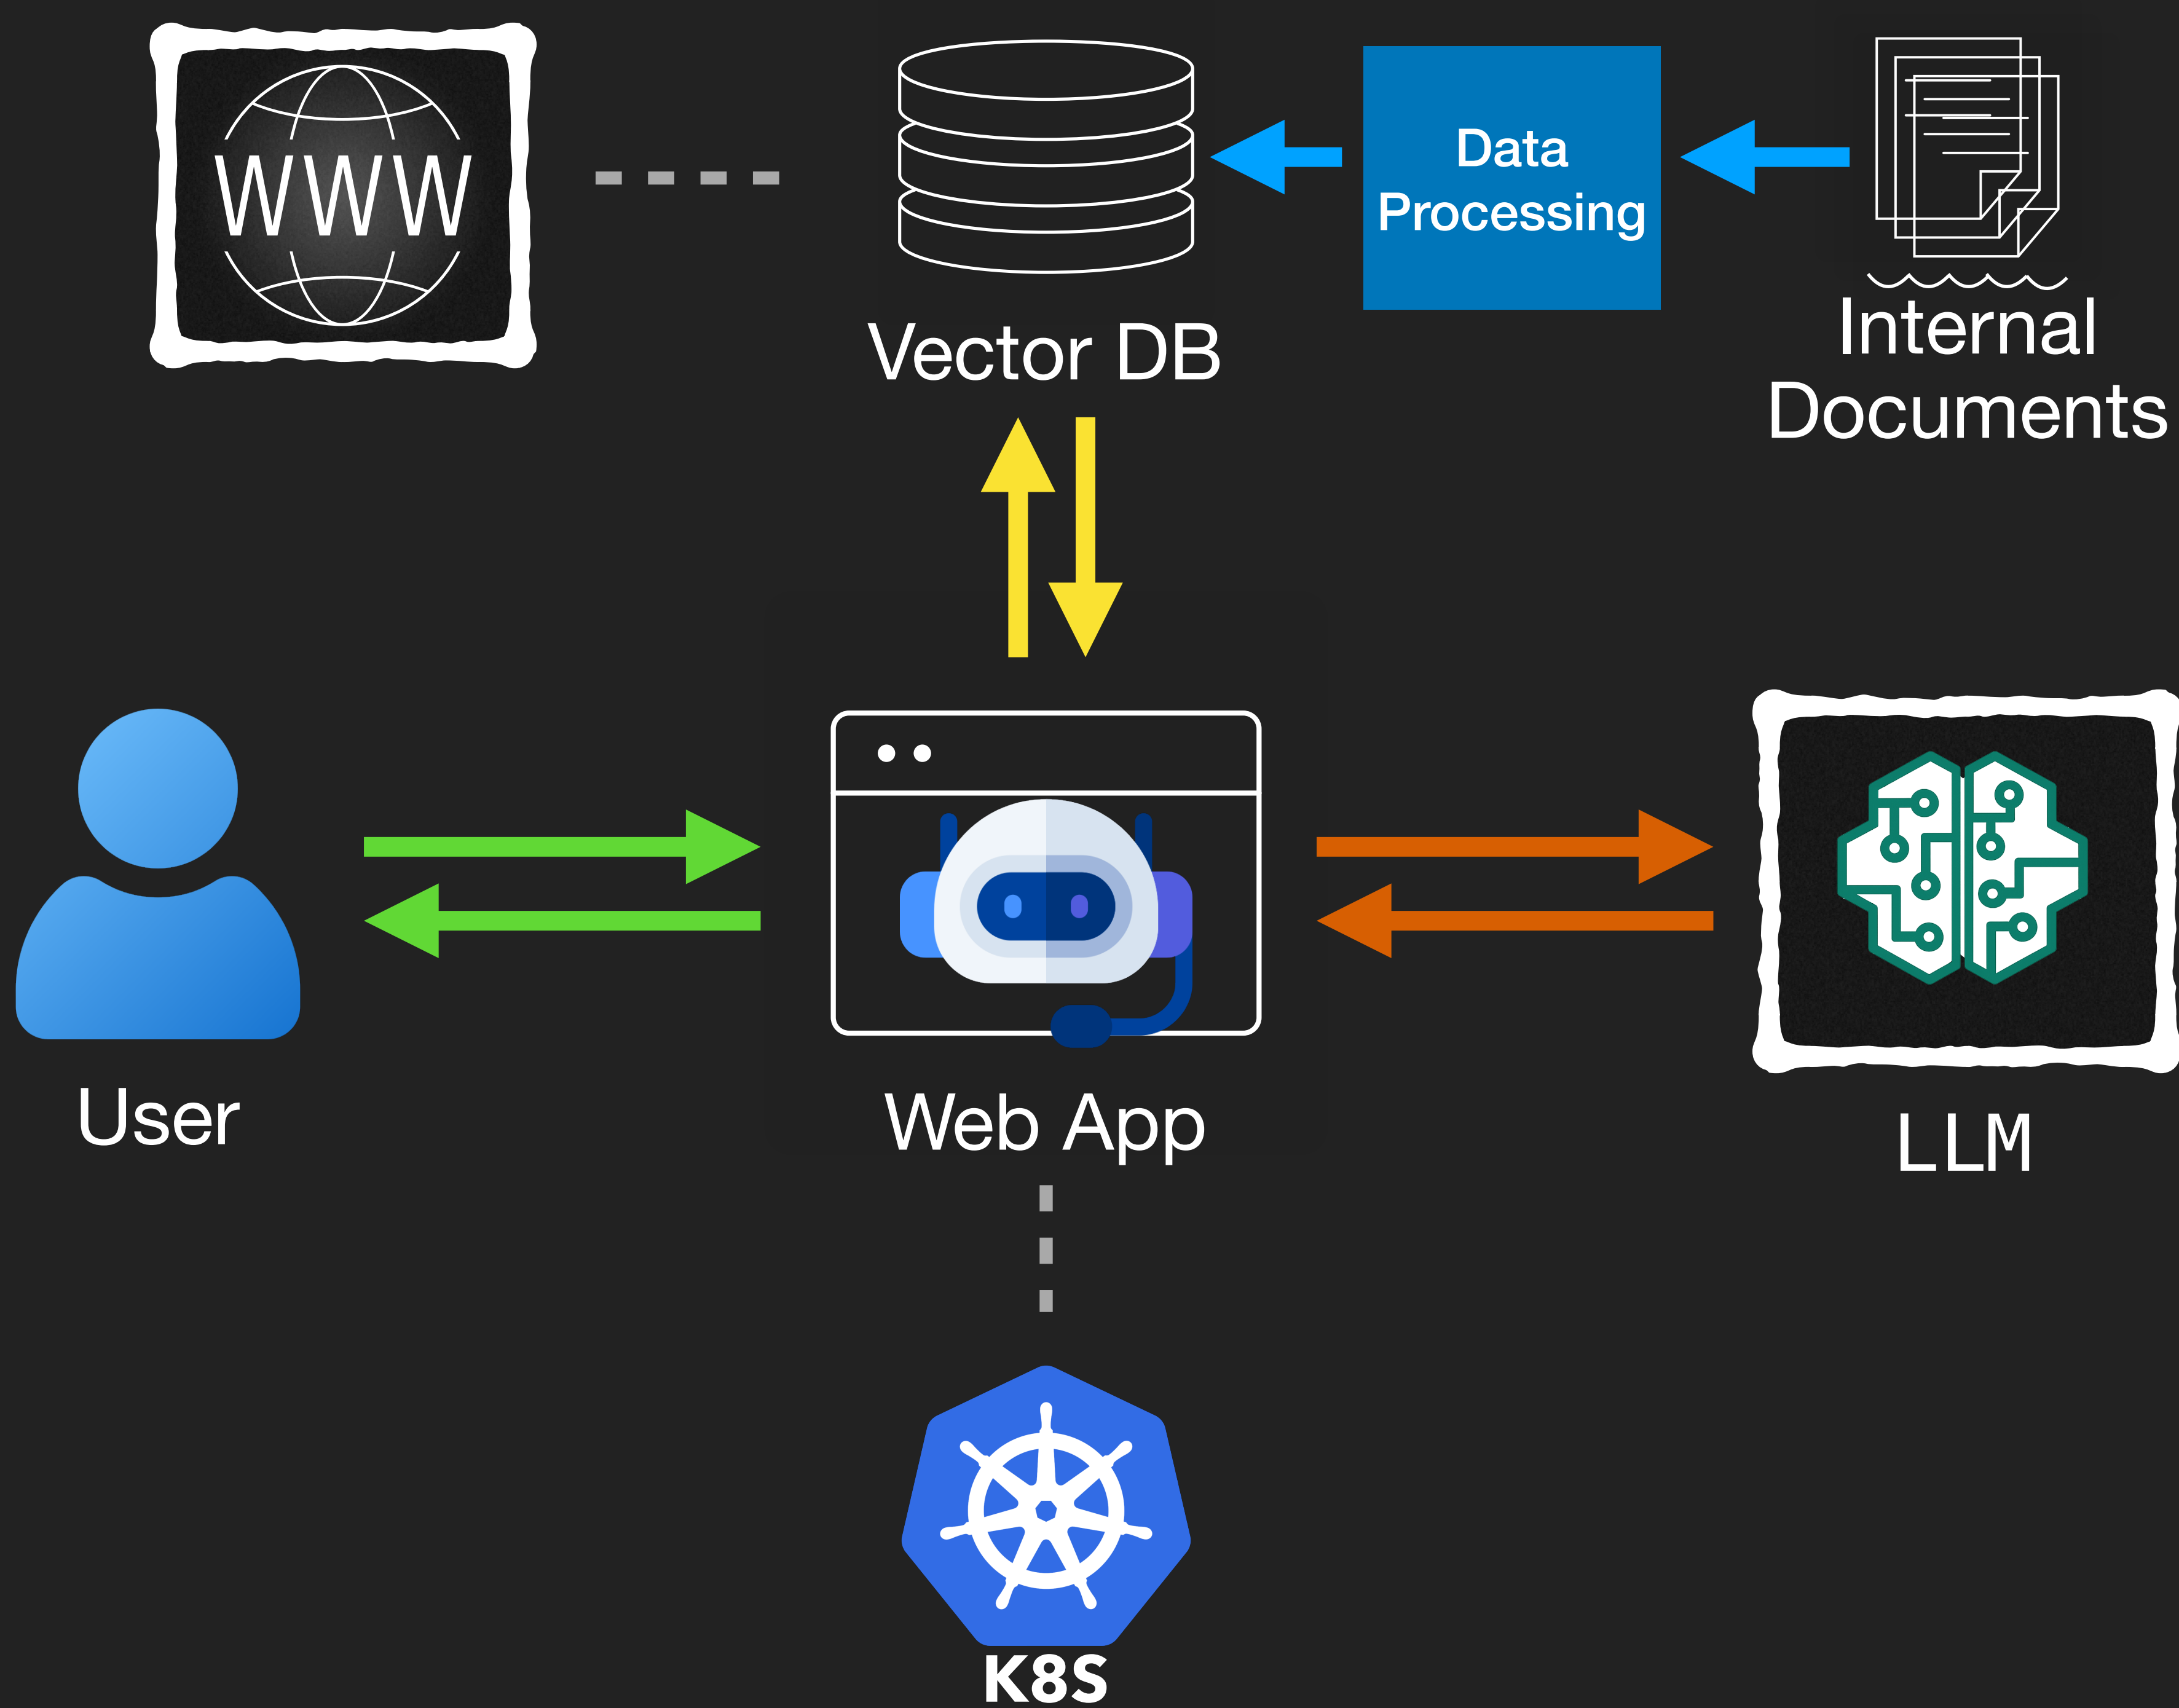 WWW
Vector DB
Data
Processing
Internal
Documents
User
Web App
LLM
K8S